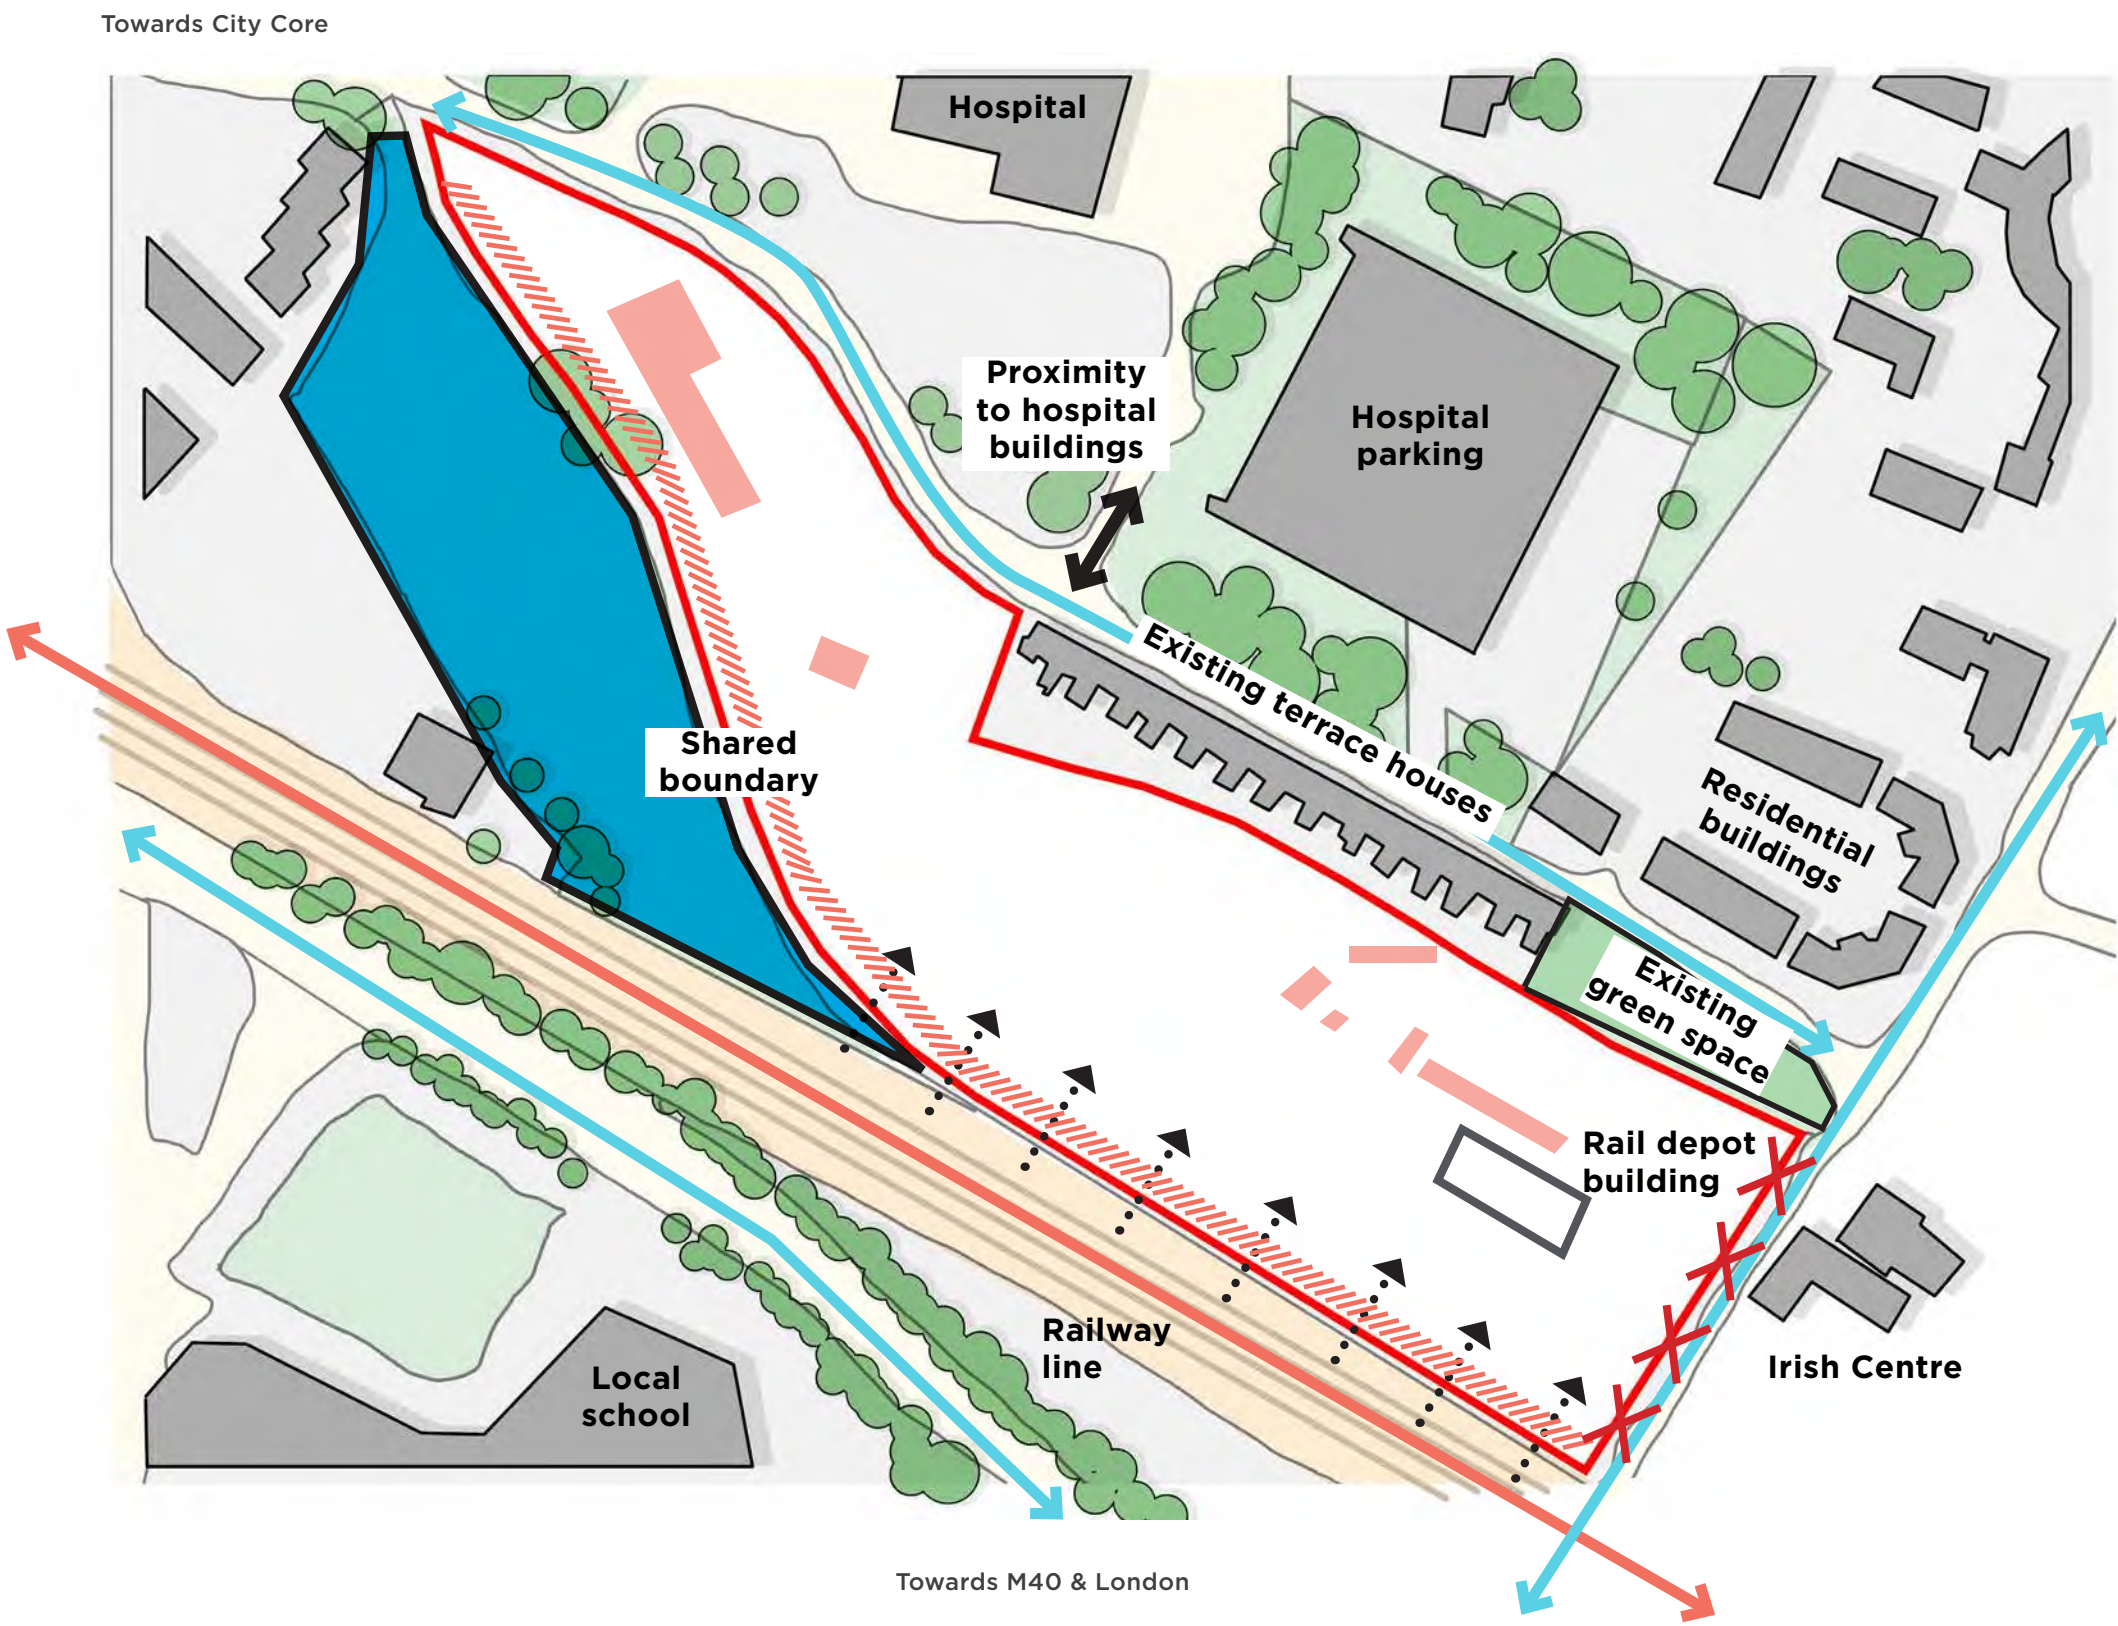 Towards City Core
Hospital
Proximity
to hospital
buildings
Hospital
parking
Existing terrace houses
Shared
boundary
Residential
buildings
Existing
green space
Rail depot
building
Railway
line
Local
school
Irish Centre
Towards M40 & London